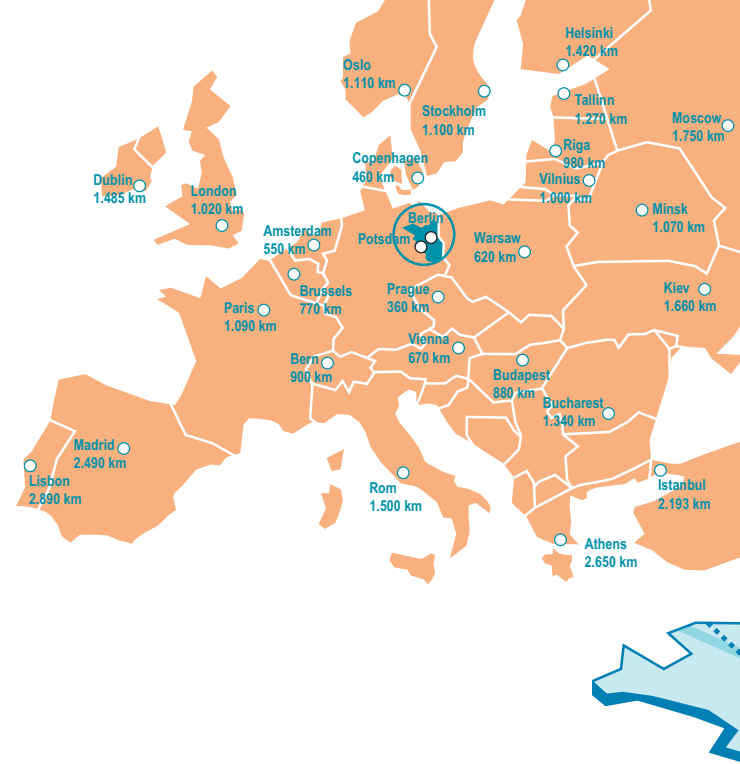 Helsinki
1.420 km
Oslo
1.110 km
Stockholm
1.100 km
Tallinn
1.270 km
Moscow
1.750 km
Riga
980 km
Copenhagen
460 km
Vilnius
1.000 km
Dublin
1.485 km
London
1.020 km
Minsk
1.070 km
Berlin
Potsdam
Amsterdam
550 km
Warsaw
620 km
Brussels
770 km
Prague
360 km
Kiev
1.660 km
Paris
1.090 km
Vienna
670 km
Bern
900 km
Budapest
880 km
Bucharest
1.340 km
Madrid
2.490 km
Lisbon
2.890 km
Rom
1.500 km
Istanbul
2.193 km
Athens
2.650 km